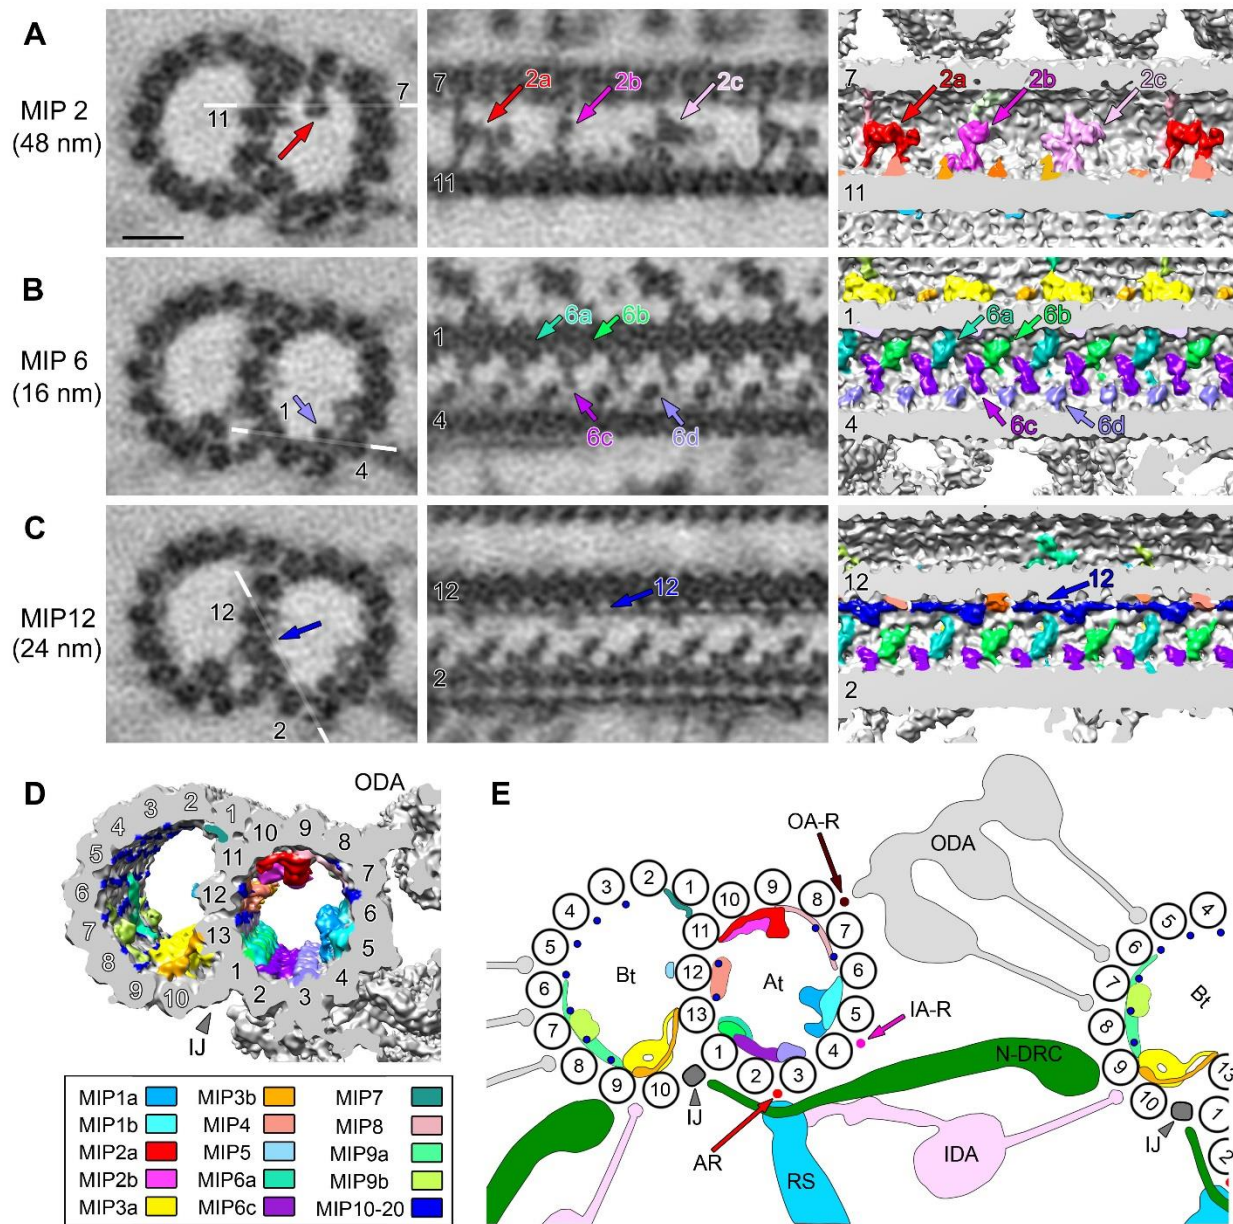 A
MIP 2
(48 nm)
11
7
7
2a
2b
2c
11
7
2a
2b
2c
11
B
MIP 6
(16 nm)
1
4
1
6a
6b
6c
6d
4
1
6a
6b
6c
6d
4
C
MIP12
(24 nm)
12
2
12
12
2
12
12
2
D
ODA
1
2
3
4
5
6
7
8
9
10
10
9
8
7
6
5
4
3
2
1
11
12
13
IJ
MIP1a
MIP3b
MIP7
MIP1b
MIP4
MIP8
MIP2a
MIP5
MIP9a
MIP2b
MIP6a
MIP9b
MIP3a
MIP6c
MIP10-20
E
OA-R
ODA
3
2
1
4
5
6
7
8
9
10
10
9
8
7
6
5
4
3
2
1
11
12
13
Bt
At
IA-R
N-DRC
IJ
AR
RS
IDA
4
5
6
7
8
9
10
13
1
2
Bt
IJ